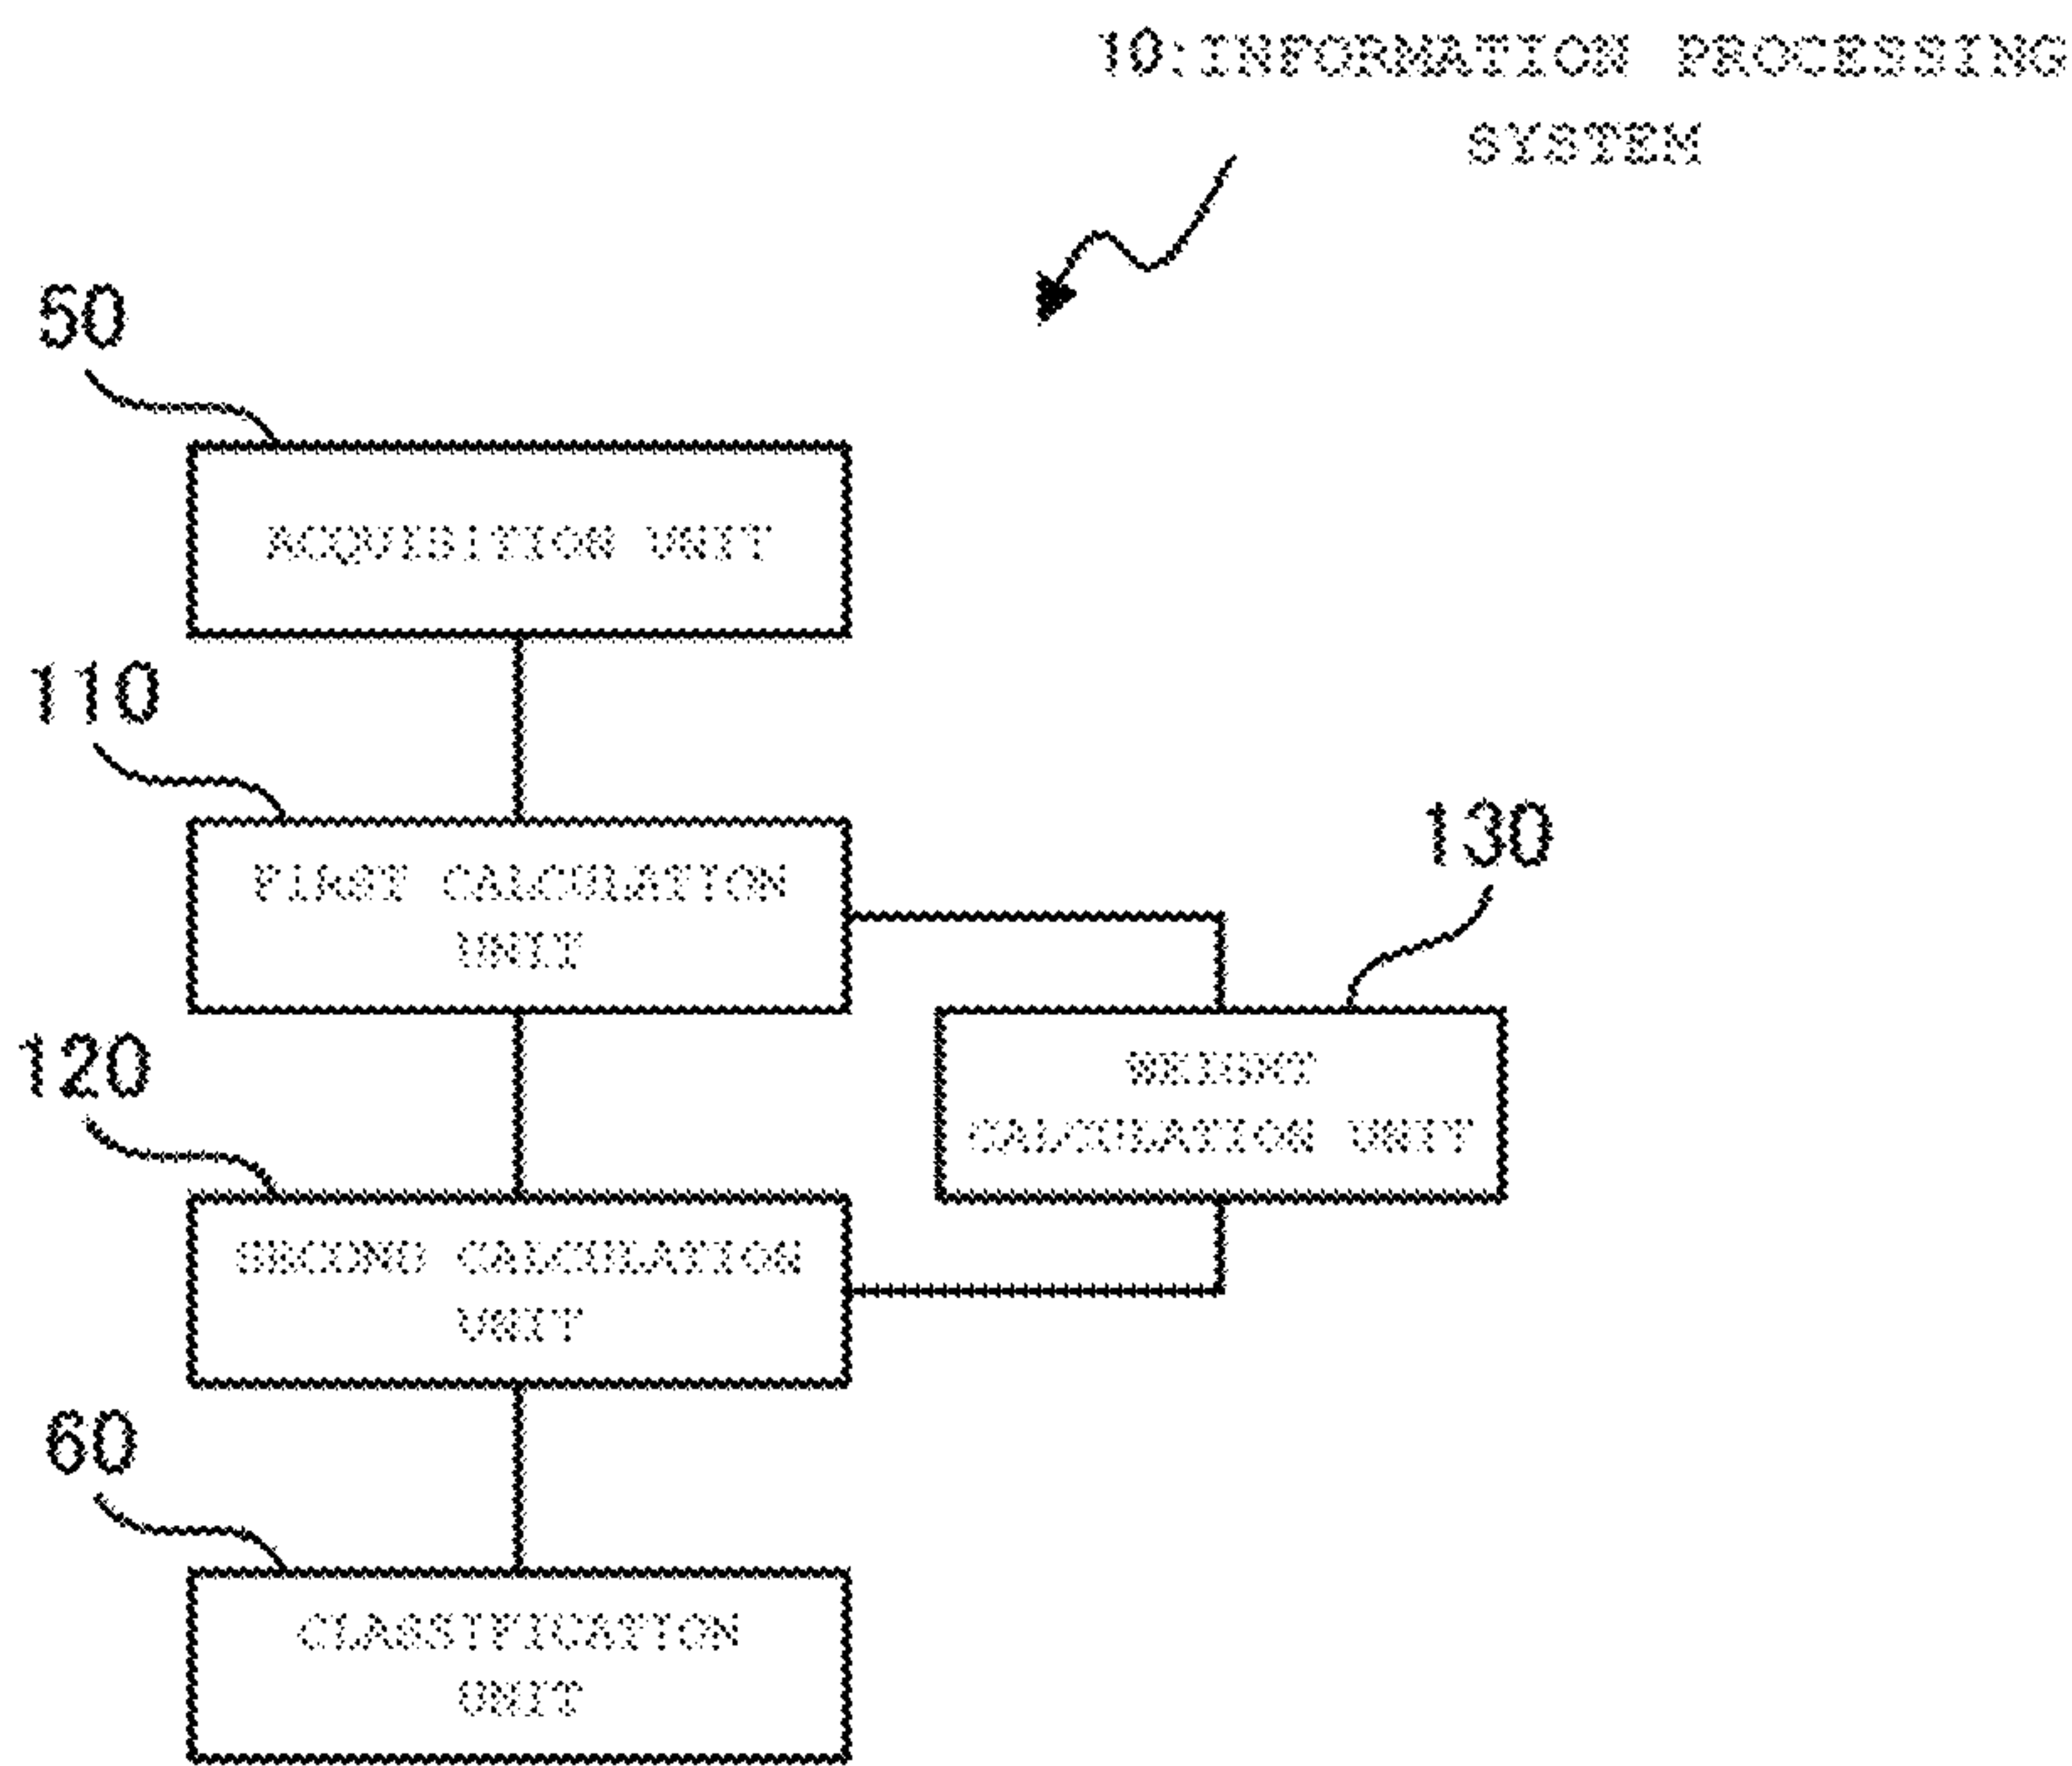 10:INFORMATION PROCESSING
SYSTEM
50
ACQUISITION UNIT
110
FIRST CALCULATION
UNIT
130
WEIGHT
CALCULATION UNIT
120
SECOND CALCULATION
UNIT
60
CLASSIFICATION
UNIT